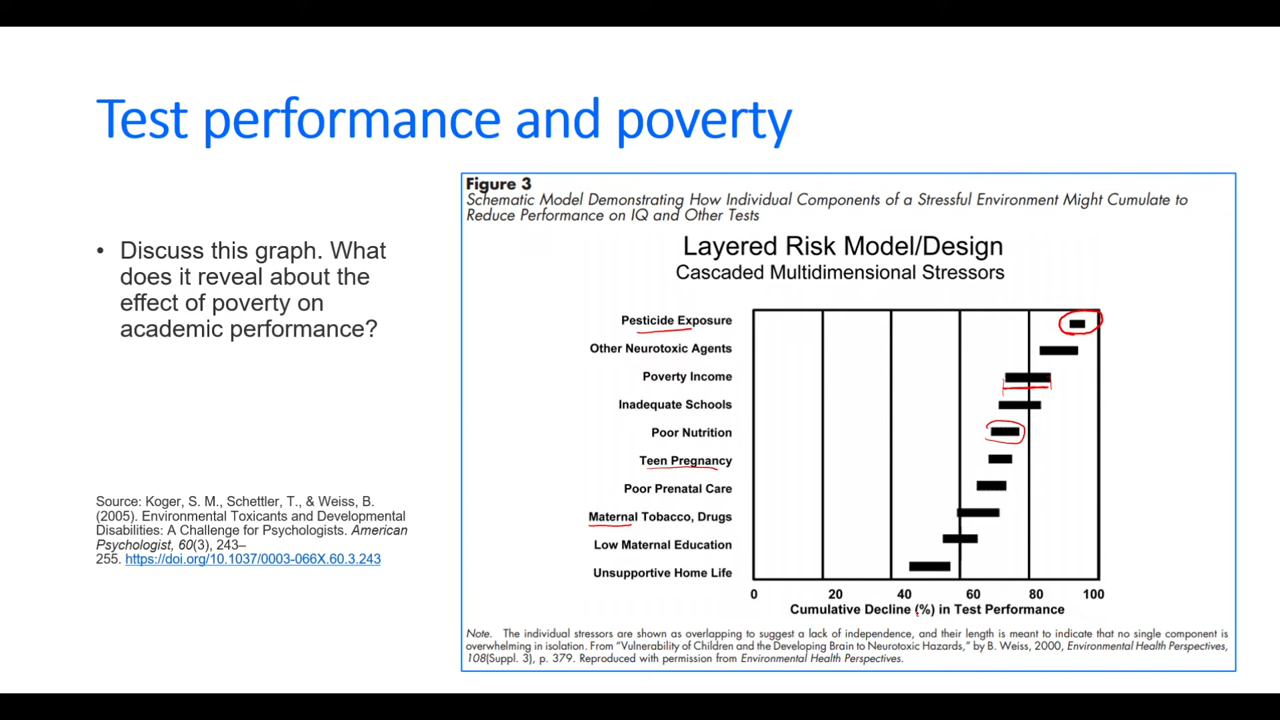 Test performance and poverty
• Discuss this graph. What
does it reveal about the
effect of poverty on
academic performance?
Source: Koger, S. M., Schettler, T., & Weiss, B.
(2005). Environmental Toxicants and Developmental
Disabilities: A Challenge for Psychologists. American
Psychologist, 60(3), 243–
255. https://doi.org/10.1037/0003-066X.60.3.243
Figure 3
Schematic Model Demonstrating How Individual Components of a Stressful Environment Might Cumulate to
Reduce Performance on IQ and Other Tests
Layered Risk Model/Design
Cascaded Multidimensional Stressors
Pesticide Exposure
Other Neurotoxic Agents
Poverty Income
Inadequate Schools
Poor Nutrition
Teen Pregnancy
Poor Prenatal Care
Maternal Tobacco, Drugs
Low Maternal Education
Unsupportive Home Life
0 20 40 60 80 100
Cumulative Decline (%) in Test Performance
Note. The individual stressors are shown as overlapping to suggest a lack of independence, and their length is meant to indicate that no single component is
overwhelming in isolation. From “Vulnerability of Children and the Developing Brain to Neurotoxic Hazards,” by B. Weiss, 2000, Environmental Health Perspectives,
108(Suppl. 3), p. 379. Reproduced with permission from Environmental Health Perspectives.